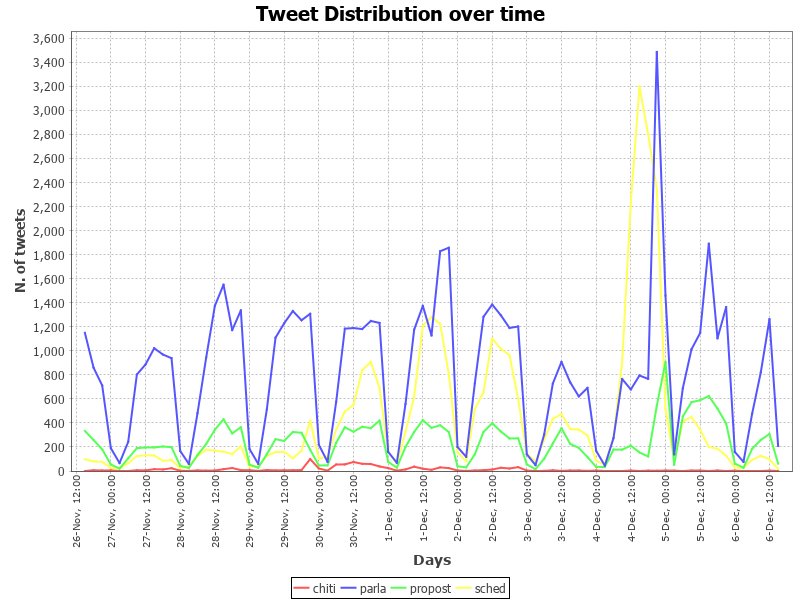 Tweet Distribution over time
N. of tweets
3,600
3,400
3,200
3,000
2,800
2,600
2,400
2,200
2,000
1,800
1,600
1,400
1,200
1,000
800
600
400
200
0
26-Nov, 12:00
27-Nov, 00:00
27-Nov, 12:00
28-Nov, 00:00
28-Nov, 12:00
29-Nov, 00:00
29-Nov, 12:00
30-Nov, 00:00
30-Nov, 12:00
1-Dec, 00:00
1-Dec, 12:00
2-Dec, 00:00
2-Dec, 12:00
3-Dec, 00:00
3-Dec, 12:00
4-Dec, 00:00
4-Dec, 12:00
5-Dec, 00:00
5-Dec, 12:00
6-Dec, 00:00
6-Dec, 12:00
Days
chiti parla propost sched